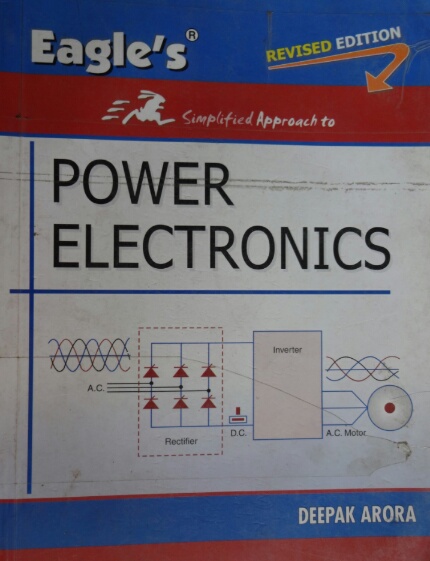 Eagle's®
REVISED EDITION
Simplified Approach to
POWER
ELECTRONICS
Inverter
A.C.
D.C.
A.C. Motor
Rectifier
DEEPAK ARORA